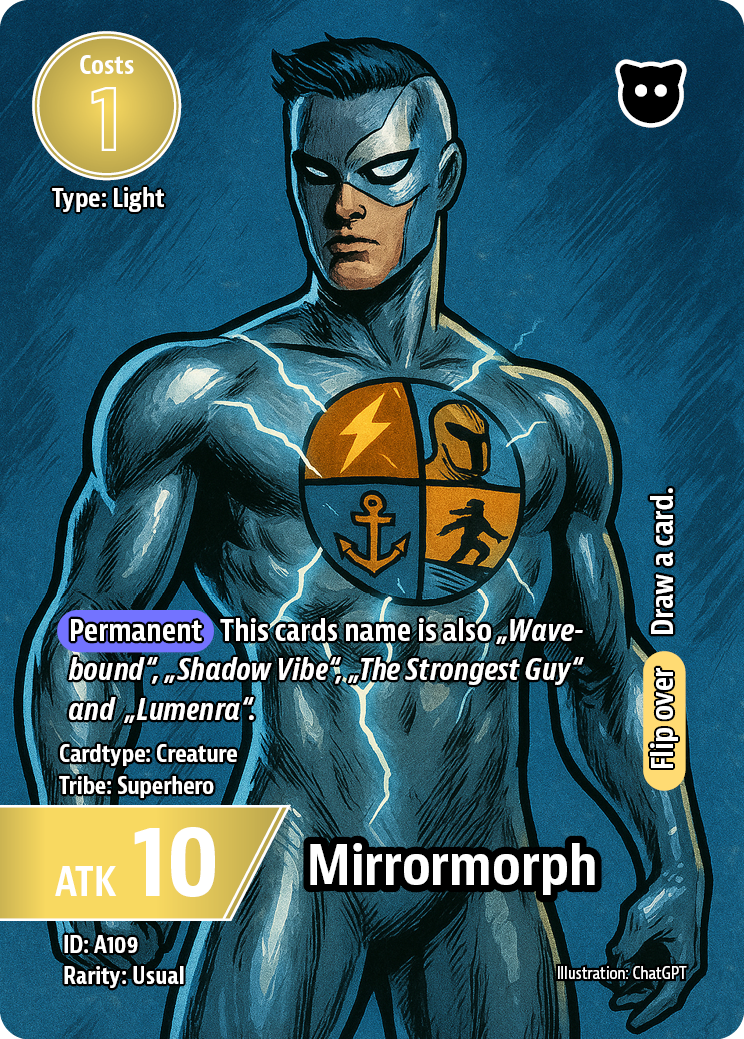 Costs
1
Type: Light
Permanent This cards name is also „Wave-
bound“, „Shadow Vibe“, „The Strongest Guy“
and „Lumenra“.
Cardtype: Creature
Tribe: Superhero
Flip over Draw a card.
ATK 10
Mirrormorph
ID: A109
Rarity: Usual
Illustration: ChatGPT